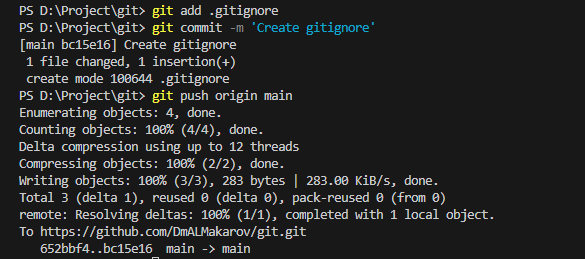 PS D:\Project\git> git add .gitignore
PS D:\Project\git> git commit -m 'Create gitignore'
[main bc15e16] Create gitignore
 1 file changed, 1 insertion(+)
 create mode 100644 .gitignore
PS D:\Project\git> git push origin main
Enumerating objects: 4, done.
Counting objects: 100% (4/4), done.
Delta compression using up to 12 threads
Compressing objects: 100% (2/2), done.
Writing objects: 100% (3/3), 283 bytes | 283.00 KiB/s, done.
Total 3 (delta 1), reused 0 (delta 0), pack-reused 0 (from 0)
remote: Resolving deltas: 100% (1/1), completed with 1 local object.
To https://github.com/DmALMakarov/git.git
   652bbf4..bc15e16  main -> main